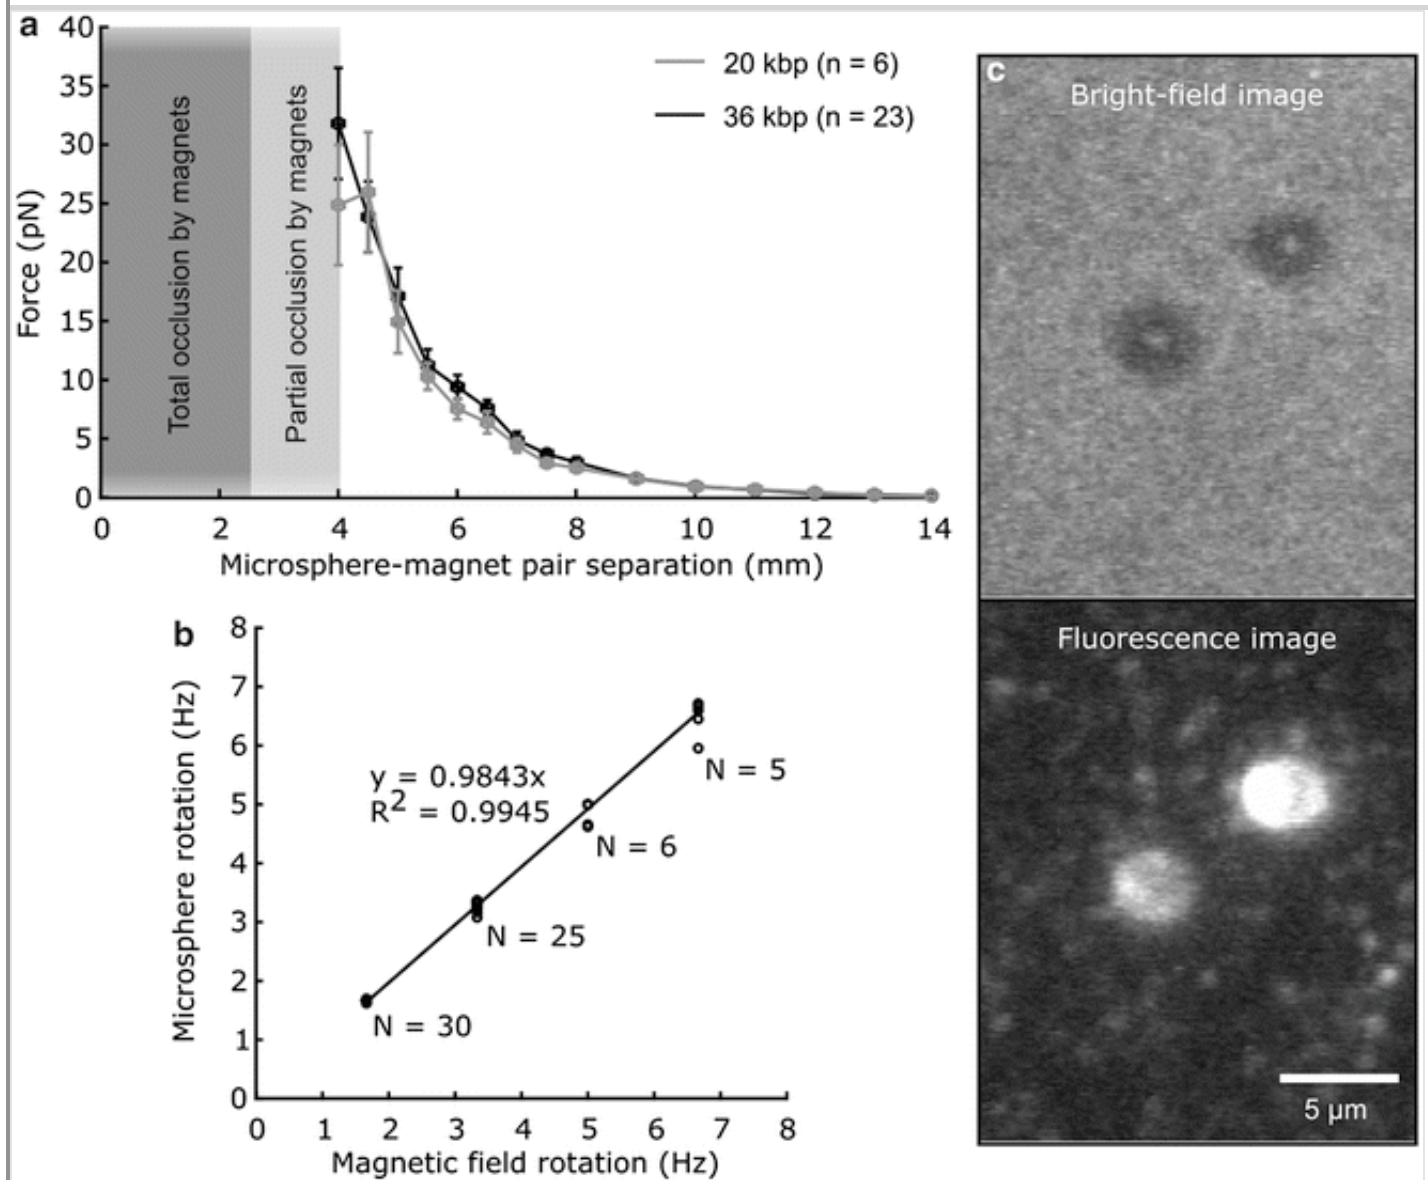 a
40
35
30
25
20
15
10
5
0
Force (pN)
Total occlusion by magnets
Partial occlusion by magnets
20 kbp (n = 6)
36 kbp (n = 23)
0 2 4 6 8 10 12 14
Microsphere-magnet pair separation (mm)
b
8
7
6
5
4
3
2
1
0
Microsphere rotation (Hz)
y = 0.9843x
R² = 0.9945
N = 5
N = 6
N = 25
N = 30
0 1 2 3 4 5 6 7 8
Magnetic field rotation (Hz)
c
Bright-field image
Fluorescence image
5 µm